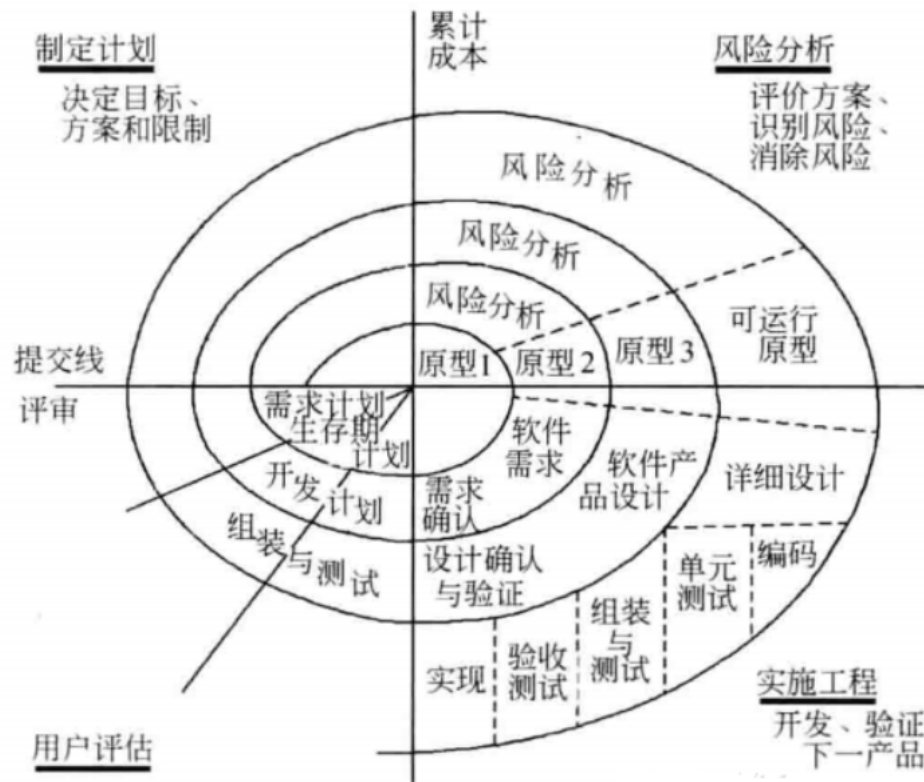 制定计划
决定目标、
方案和限制
累计
成本
风险分析
评价方案、
识别风险、
消除风险
风险分析
风险分析
风险分析
原型1
原型2
原型3
可运行
原型
提交线
评审
需求计划
生存期
计划
开发计划
组装与测试
需求
确认
软件
需求
软件产
品设计
详细设计
设计确认
与验证
实现
验收
测试
组装
与
测试
单元
测试
编码
用户评估
实施工程
开发、验证
下一产品